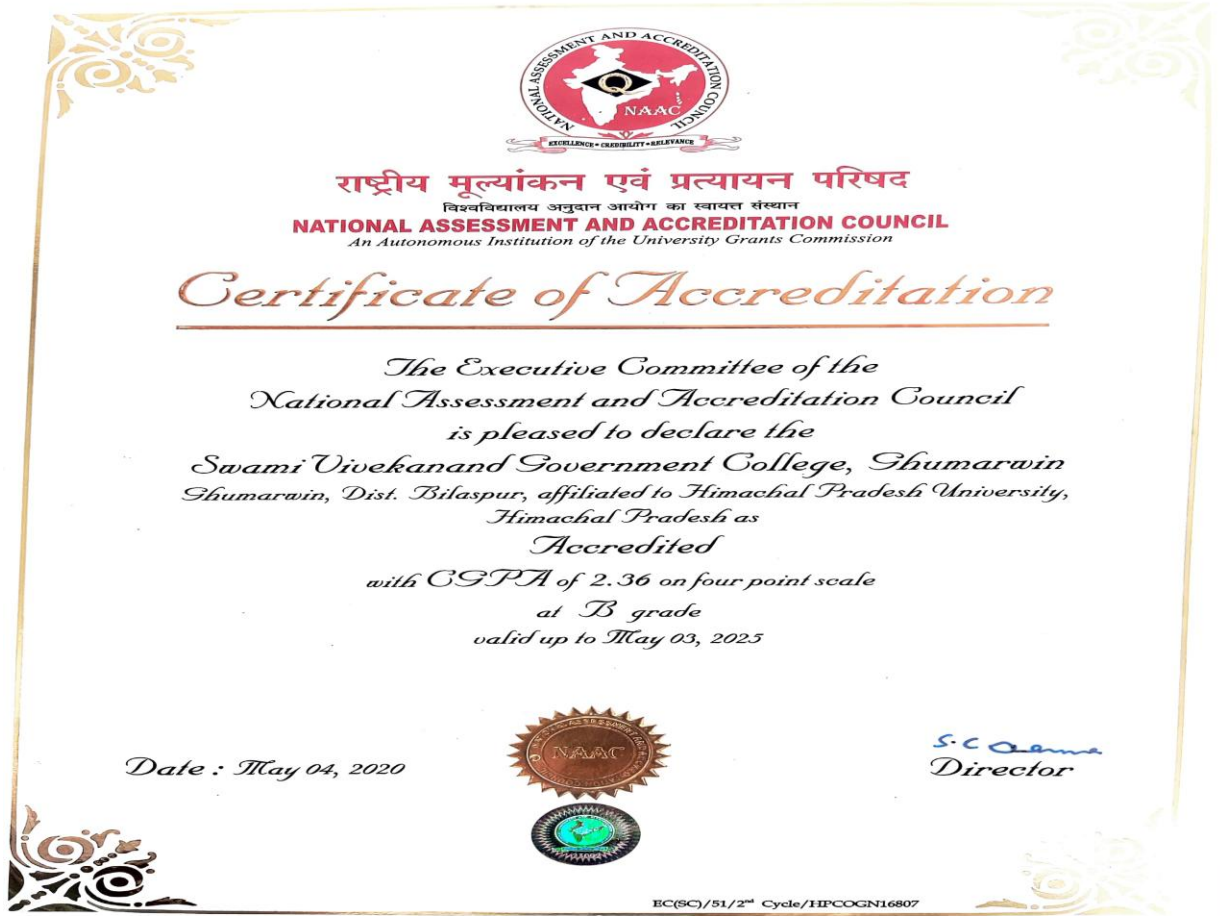 NATIONAL ASSESSMENT AND ACCREDITATION COUNCIL
NAAC
EXCELLENCE • CREDIBILITY • RELEVANCE
राष्ट्रीय मूल्यांकन एवं प्रत्यायन परिषद
विश्वविद्यालय अनुदान आयोग का स्वायत्त संस्थान
NATIONAL ASSESSMENT AND ACCREDITATION COUNCIL
An Autonomous Institution of the University Grants Commission
Certificate of Accreditation
The Executive Committee of the
National Assessment and Accreditation Council
is pleased to declare the
Swami Vivekanand Government College, Ghumarwin
Ghumarwin, Dist. Bilaspur, affiliated to Himachal Pradesh University,
Himachal Pradesh as
Accredited
with CGPA of 2.36 on four point scale
at B grade
valid up to May 03, 2025
NAAC
S.C
Date : May 04, 2020
Director
EC(SC)/51/2nd Cycle/HPCOGN16807